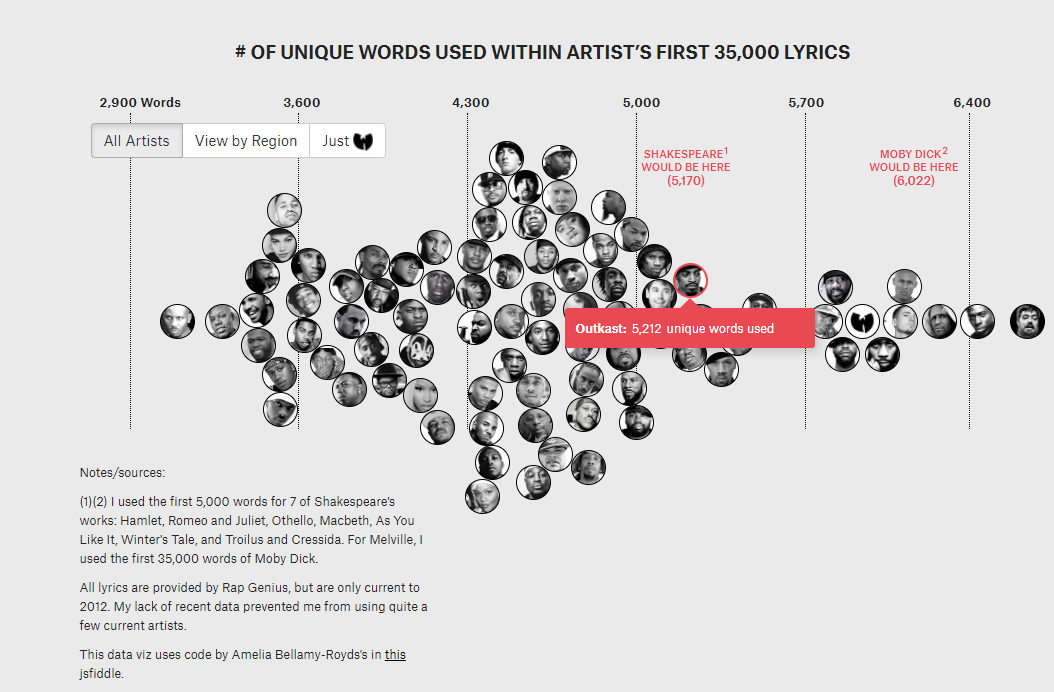 # OF UNIQUE WORDS USED WITHIN ARTIST'S FIRST 35,000 LYRICS
2,900 Words 3,600 4,300 5,000 5,700 6,400
All Artists View by Region Just
SHAKESPEARE1
WOULD BE HERE
(5,170)
MOBY DICK2
WOULD BE HERE
(6,022)
Outkast: 5,212 unique words used
Notes/sources:
(1)(2) I used the first 5,000 words for 7 of Shakespeare's
works: Hamlet, Romeo and Juliet, Othello, Macbeth, As You
Like It, Winter's Tale, and Troilus and Cressida. For Melville, I
used the first 35,000 words of Moby Dick.
All lyrics are provided by Rap Genius, but are only current to
2012. My lack of recent data prevented me from using quite a
few current artists.
This data viz uses code by Amelia Bellamy-Royds's in this
jsfiddle.